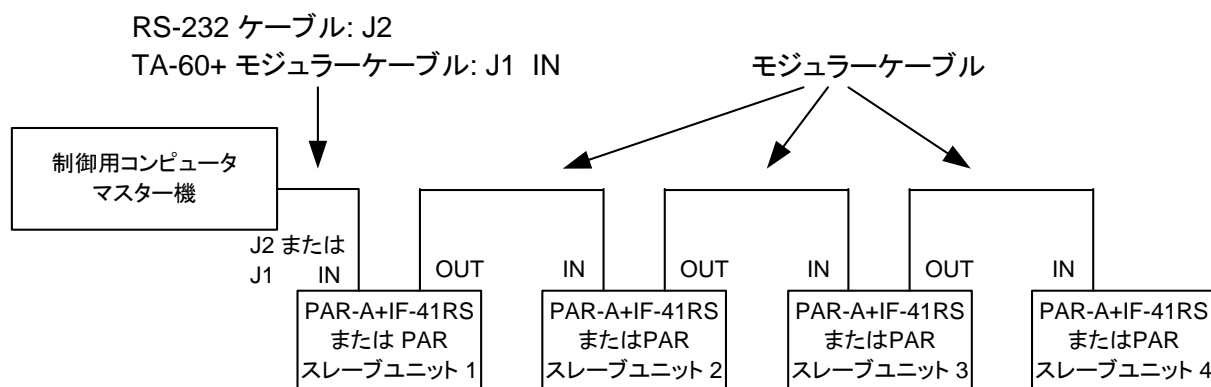 RS-232 ケーブル: J2
TA-60+ モジュラーケーブル: J1 IN
モジュラーケーブル
制御用コンピュータ
マスター機
J2 または
J1 IN
OUT
IN
OUT
IN
OUT
IN
PAR-A+IF-41RS
または PAR
スレーブユニット 1
PAR-A+IF-41RS
またはPAR
スレーブユニット 2
PAR-A+IF-41RS
またはPAR
スレーブユニット 3
PAR-A+IF-41RS
またはPAR
スレーブユニット 4